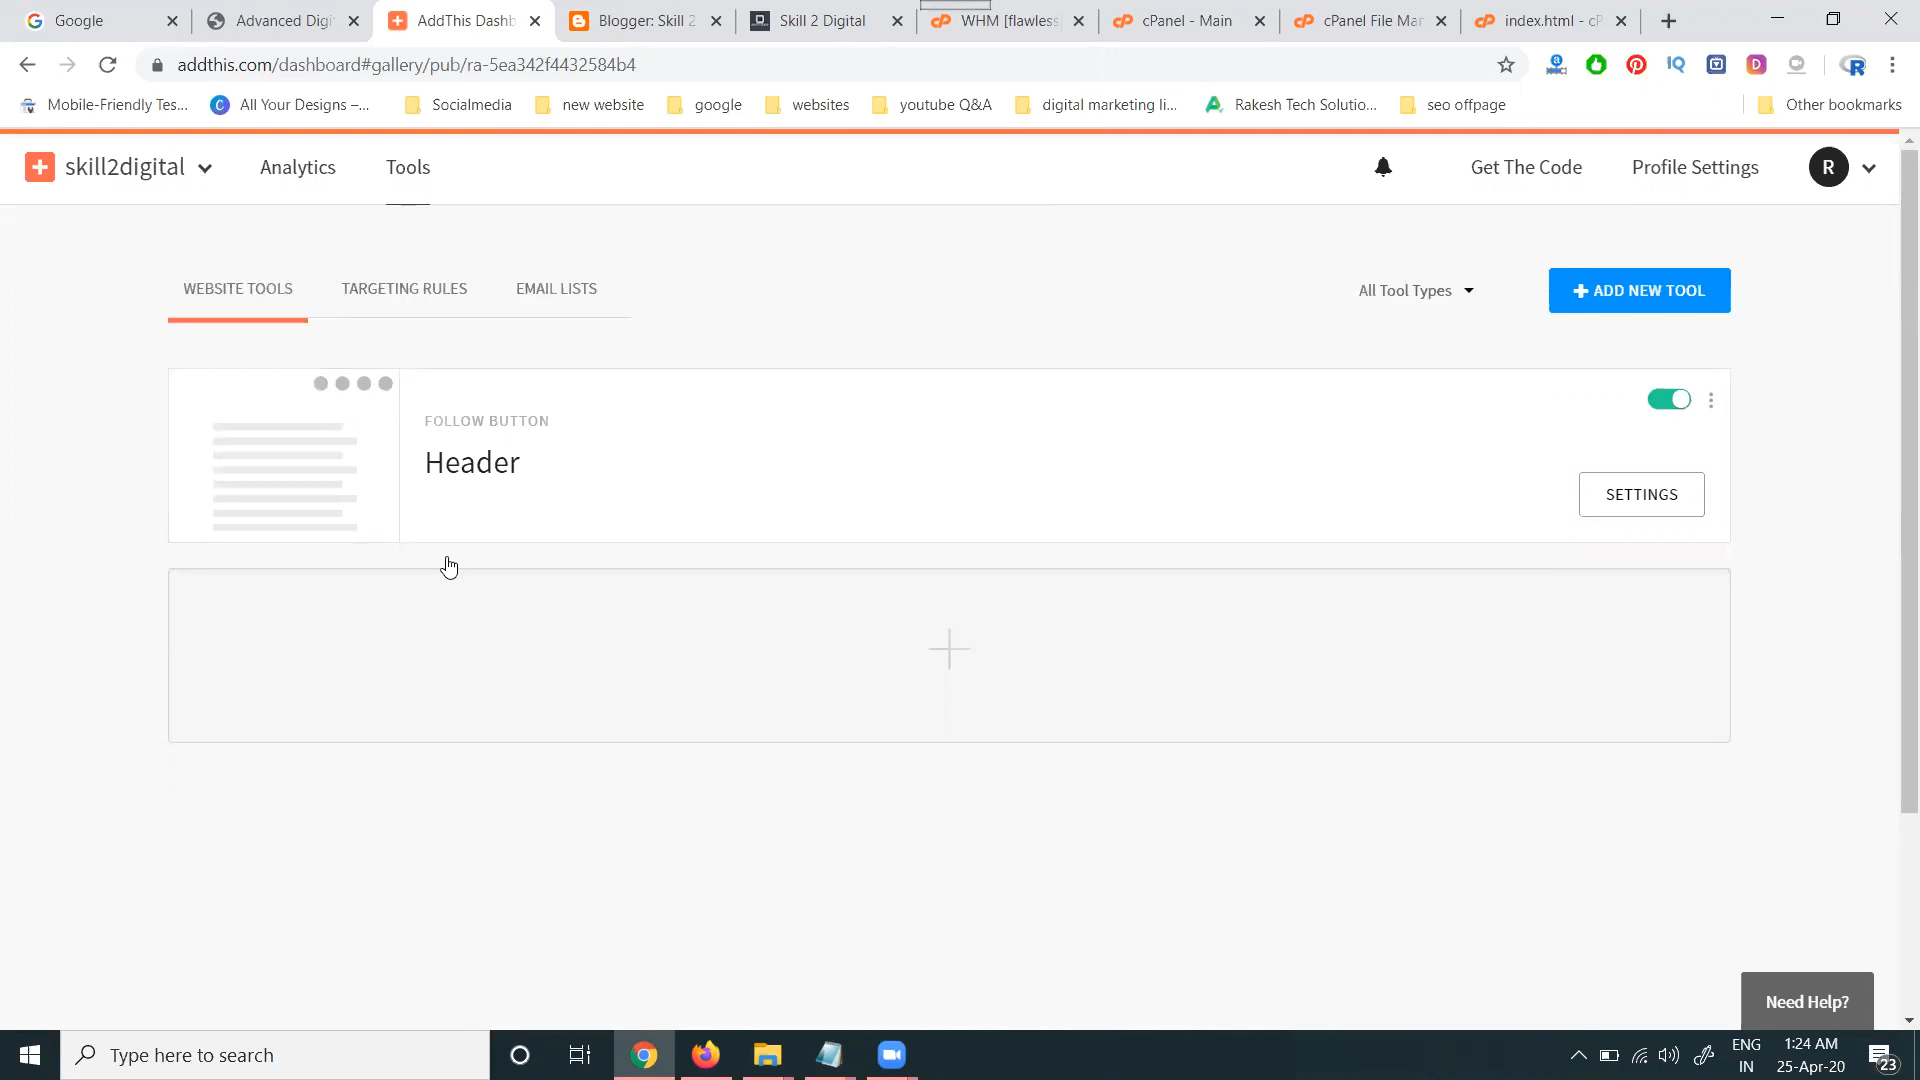 Google
Advanced Digi
AddThis Dashb
Blogger: Skill 2
Skill 2 Digital
WHM [flawless
cPanel - Main
cPanel File Mar
index.html - cP
addthis.com/dashboard#gallery/pub/ra-5ea342f4432584b4
Mobile-Friendly Tes...
All Your Designs –...
Socialmedia
new website
google
websites
youtube Q&A
digital marketing li...
Rakesh Tech Solutio...
seo offpage
Other bookmarks
skill2digital
Analytics
Tools
Get The Code
Profile Settings
R
WEBSITE TOOLS
TARGETING RULES
EMAIL LISTS
All Tool Types
ADD NEW TOOL
FOLLOW BUTTON
Header
SETTINGS
Need Help?
Type here to search
ENG
IN
1:24 AM
25-Apr-20
23